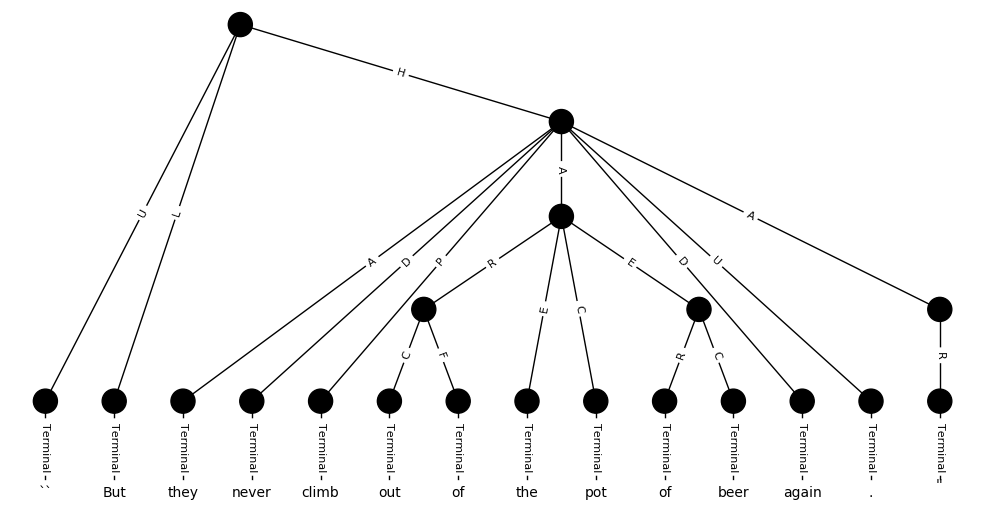 H
U
L
A
A
A
D
P
D
U
R
E
E
C
C
F
R
C
R
Terminal Terminal Terminal Terminal Terminal Terminal Terminal Terminal Terminal Terminal Terminal Terminal Terminal Terminal
But they never climb out of the pot of beer again . "